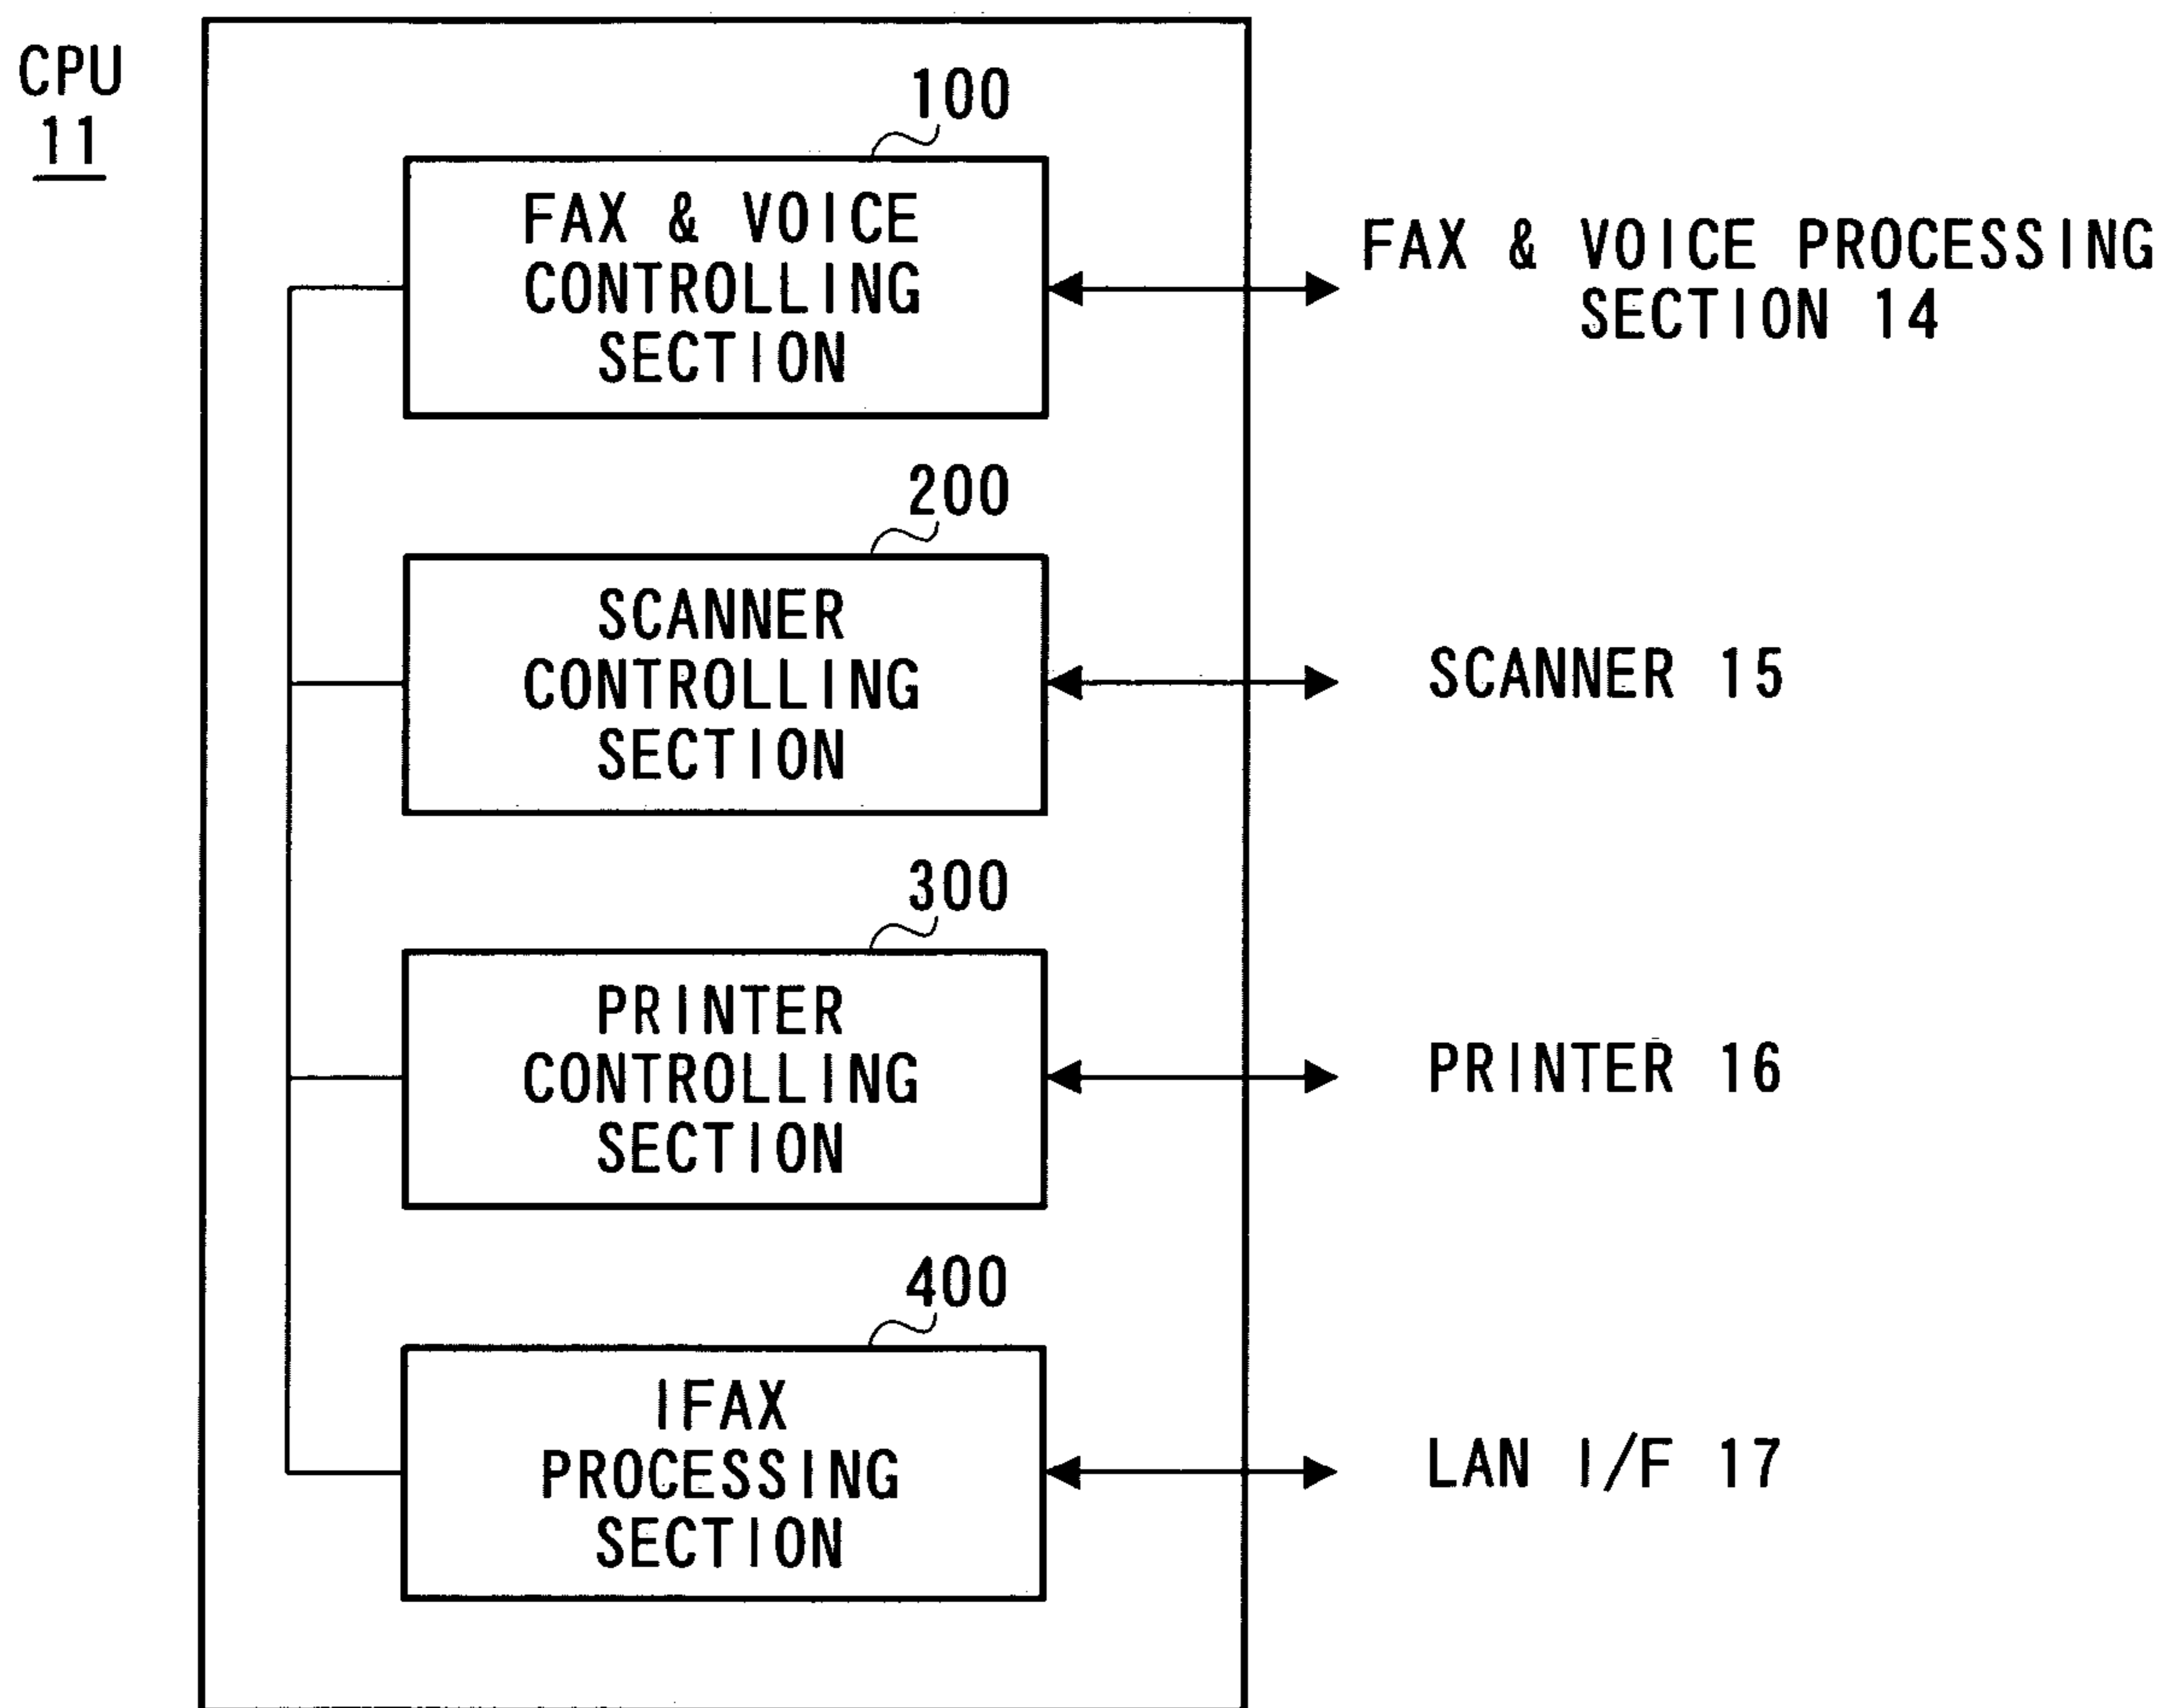 CPU
11
100
FAX & VOICE
CONTROLLING
SECTION
FAX & VOICE PROCESSING
SECTION 14
200
SCANNER
CONTROLLING
SECTION
SCANNER 15
300
PRINTER
CONTROLLING
SECTION
PRINTER 16
400
IFAX
PROCESSING
SECTION
LAN I/F 17